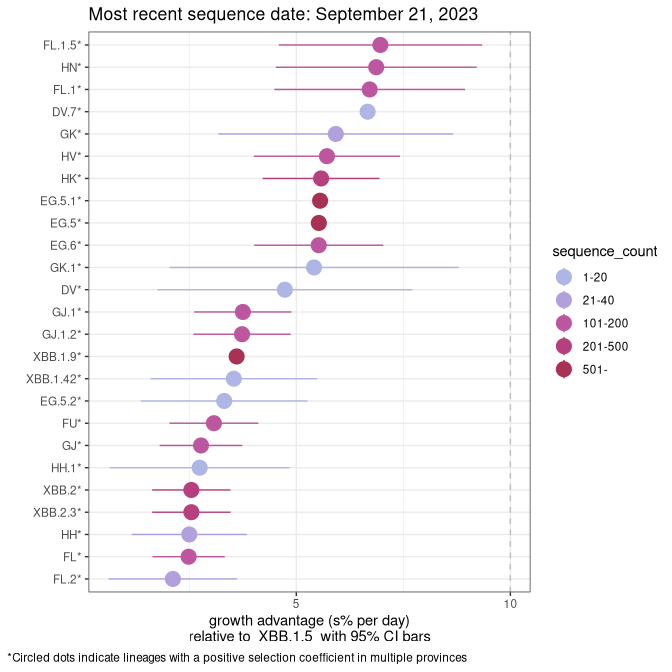 Most recent sequence date: September 21, 2023
FL.1.5*
HN*
FL.1*
DV.7*
GK*
HV*
HK*
EG.5.1*
EG.5*
EG.6*
GK.1*
DV*
GJ.1*
GJ.1.2*
XBB.1.9*
XBB.1.42*
EG.5.2*
FU*
GJ*
HH.1*
XBB.2*
XBB.2.3*
HH*
FL*
FL.2*
5
10
growth advantage (s% per day)
relative to XBB.1.5 with 95% CI bars
sequence_count
1-20
21-40
101-200
201-500
501-
*Circled dots indicate lineages with a positive selection coefficient in multiple provinces